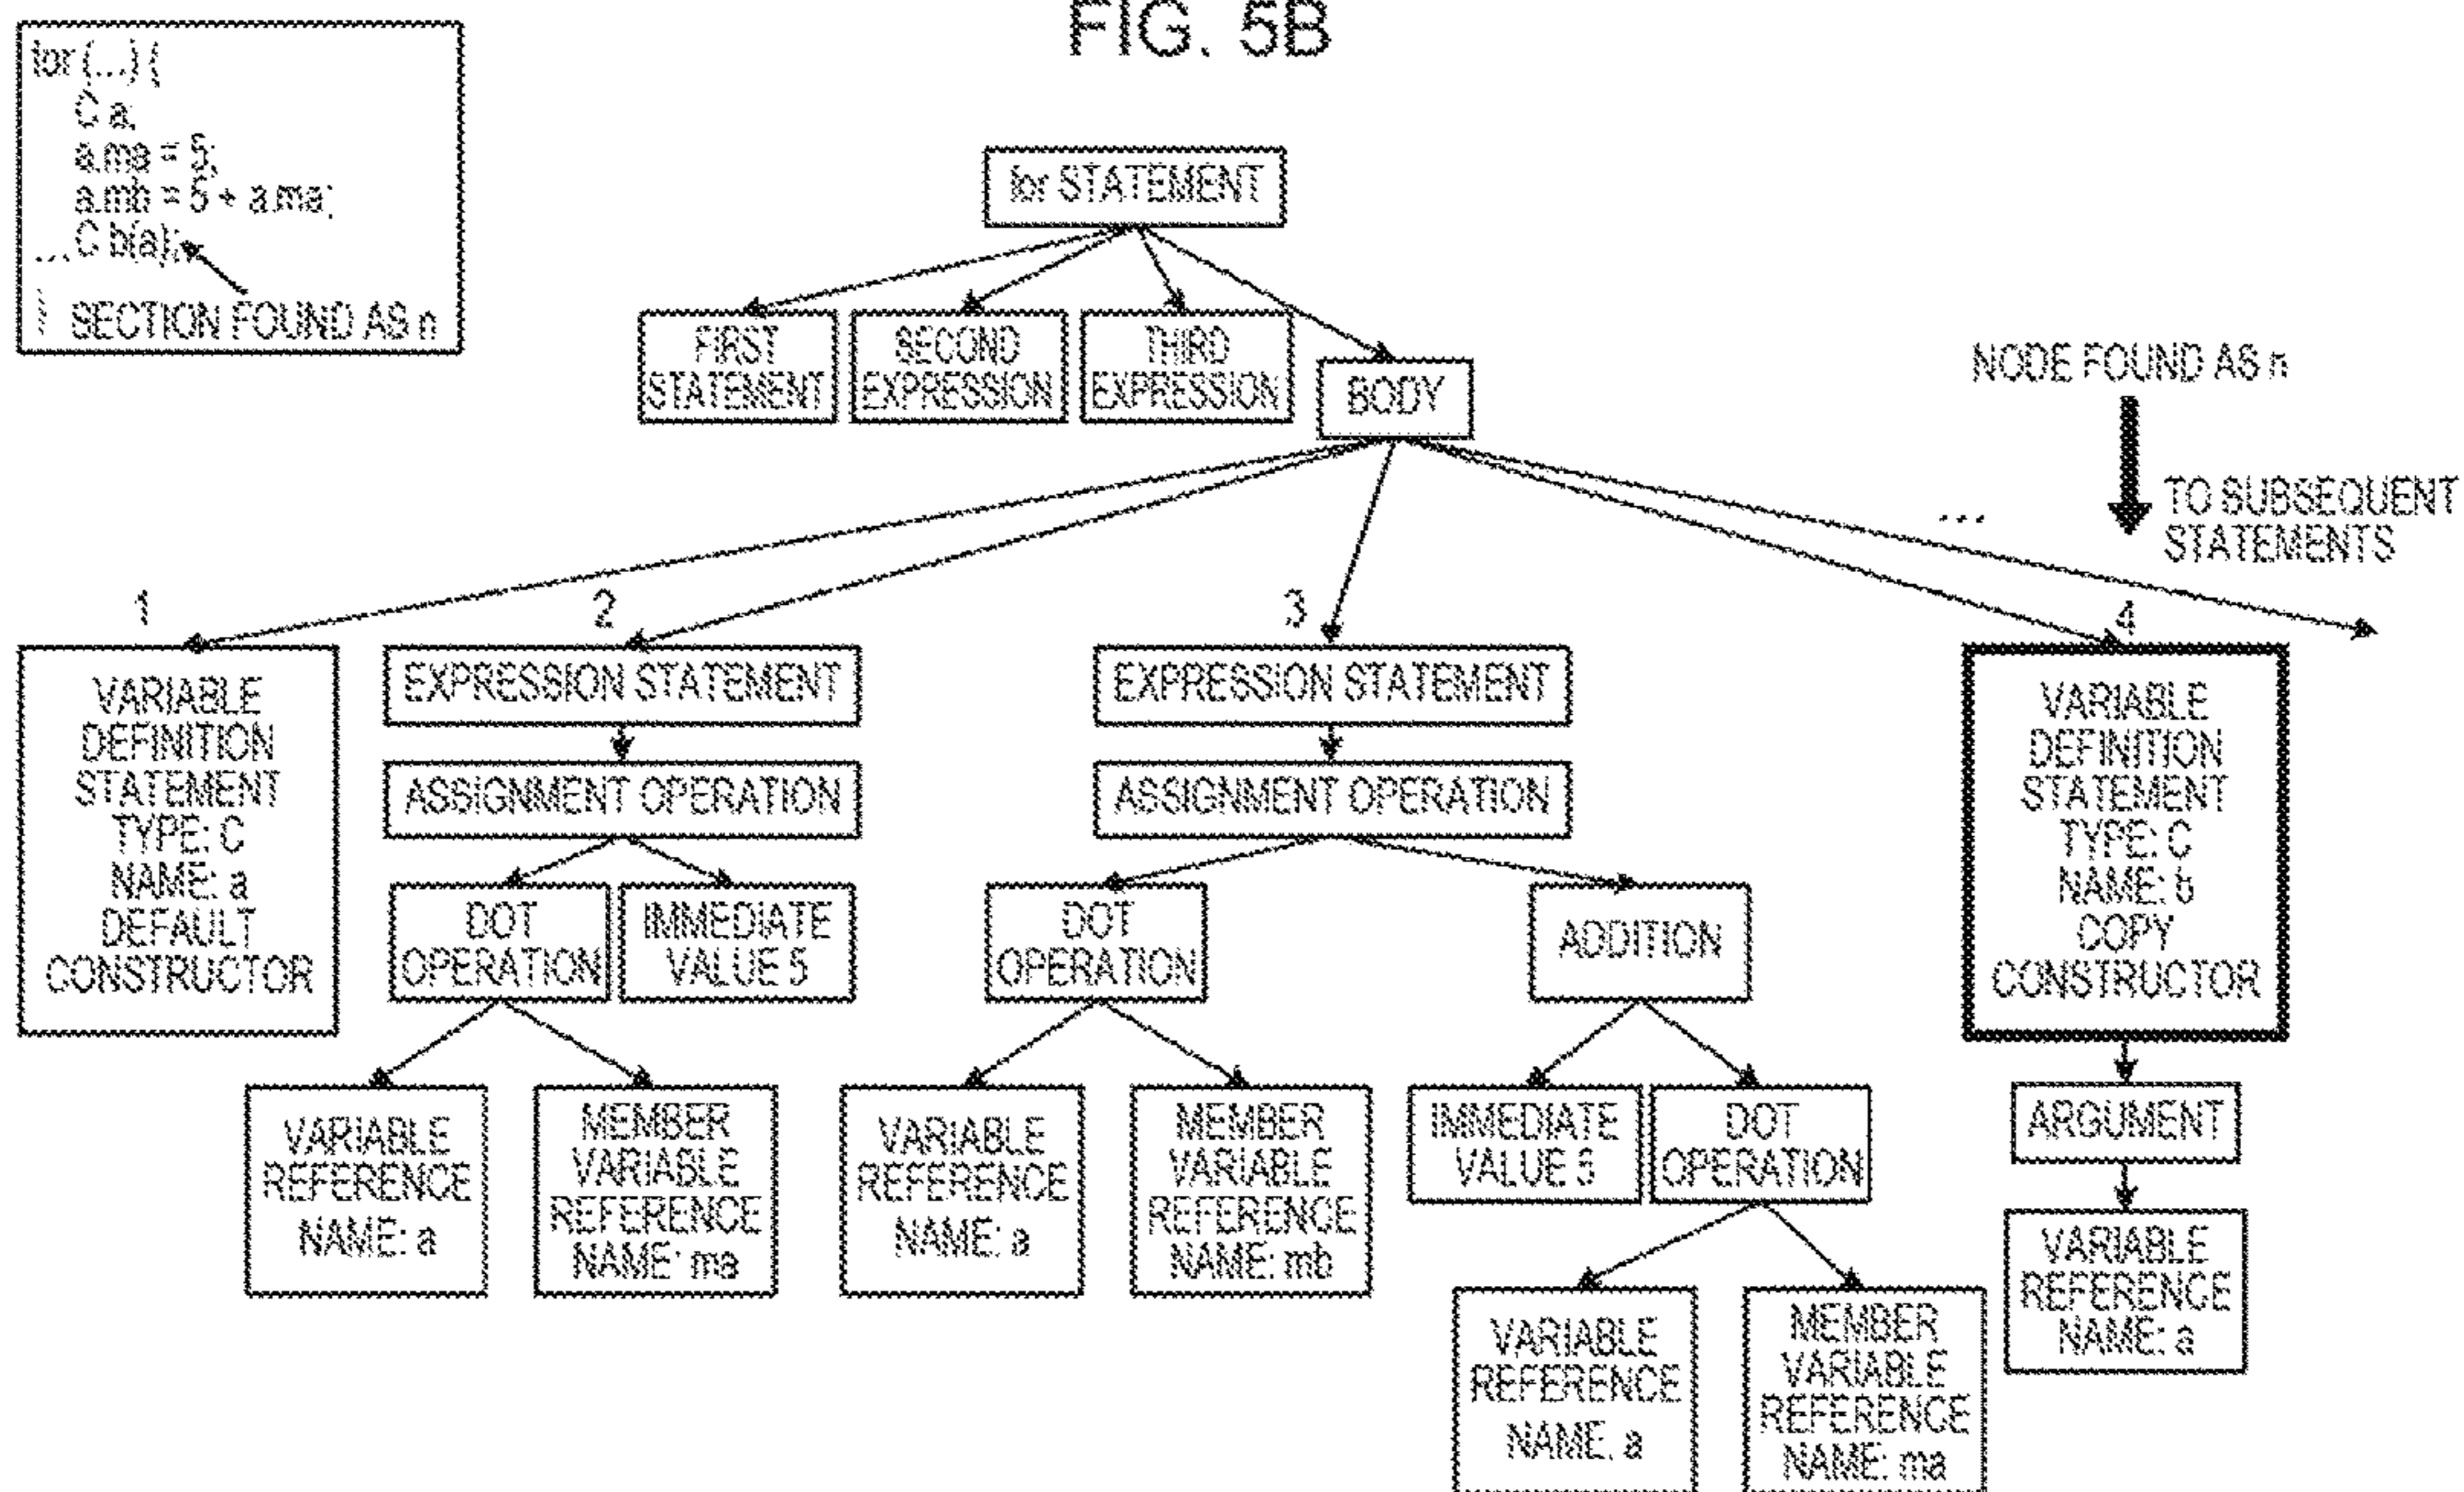 FIG. 5B
for (...) {
C a;
a.ma = 5;
a.mb = 5 + a.ma;
... C b(a);
} SECTION FOUND AS n
for STATEMENT
FIRST
STATEMENT
SECOND
EXPRESSION
THIRD
EXPRESSION
BODY
NODE FOUND AS n
TO SUBSEQUENT
STATEMENTS
...
1
2
3
4
VARIABLE
DEFINITION
STATEMENT
TYPE: C
NAME: a
DEFAULT
CONSTRUCTOR
EXPRESSION STATEMENT
ASSIGNMENT OPERATION
DOT
OPERATION
IMMEDIATE
VALUE 5
VARIABLE
REFERENCE
NAME: a
MEMBER
VARIABLE
REFERENCE
NAME: ma
EXPRESSION STATEMENT
ASSIGNMENT OPERATION
DOT
OPERATION
ADDITION
VARIABLE
REFERENCE
NAME: a
MEMBER
VARIABLE
REFERENCE
NAME: mb
IMMEDIATE
VALUE 5
DOT
OPERATION
VARIABLE
REFERENCE
NAME: a
MEMBER
VARIABLE
REFERENCE
NAME: ma
VARIABLE
DEFINITION
STATEMENT
TYPE: C
NAME: b
COPY
CONSTRUCTOR
ARGUMENT
VARIABLE
REFERENCE
NAME: a